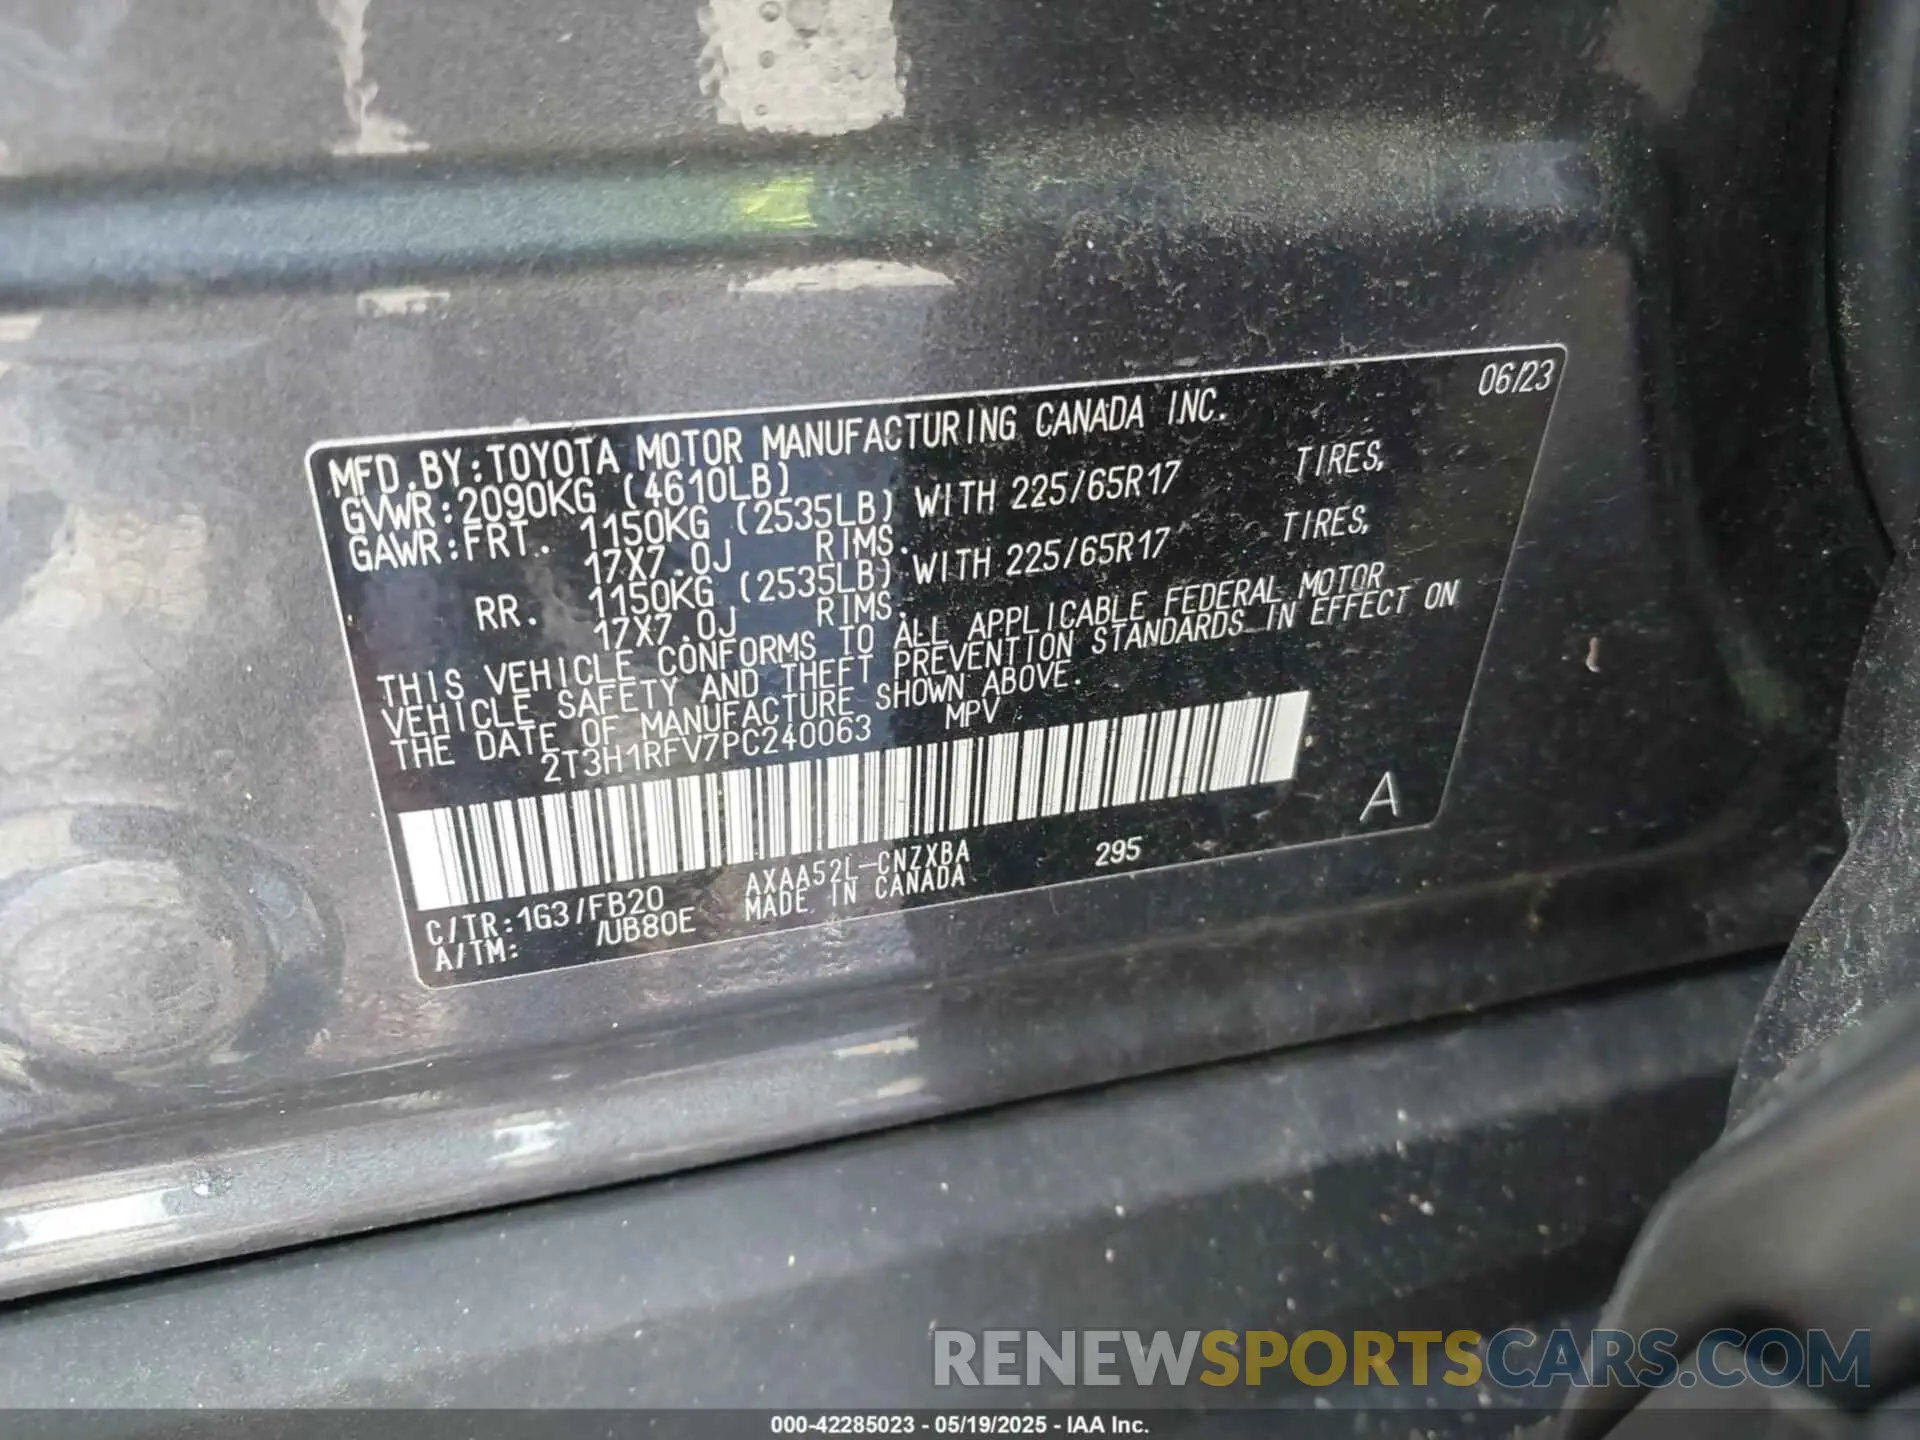 06/23
MFD.BY:TOYOTA MOTOR MANUFACTURING CANADA INC.
GVWR:2090KG (4610LB)
GAWR:FRT. 1150KG (2535LB) WITH 225/65R17 TIRES,
17X7.0J RIMS.
RR. 1150KG (2535LB) WITH 225/65R17 TIRES,
17X7.0J RIMS.
THIS VEHICLE CONFORMS TO ALL APPLICABLE FEDERAL MOTOR
VEHICLE SAFETY AND THEFT PREVENTION STANDARDS IN EFFECT ON
THE DATE OF MANUFACTURE SHOWN ABOVE.
2T3H1RFV7PC240063 MPV
A
C/TR:1G3/FB20 AXAA52L-CNZXBA 295
A/TM: /UB80E MADE IN CANADA
RENEWSPORTSCARS.COM
000-42285023 - 05/19/2025 - IAA Inc.